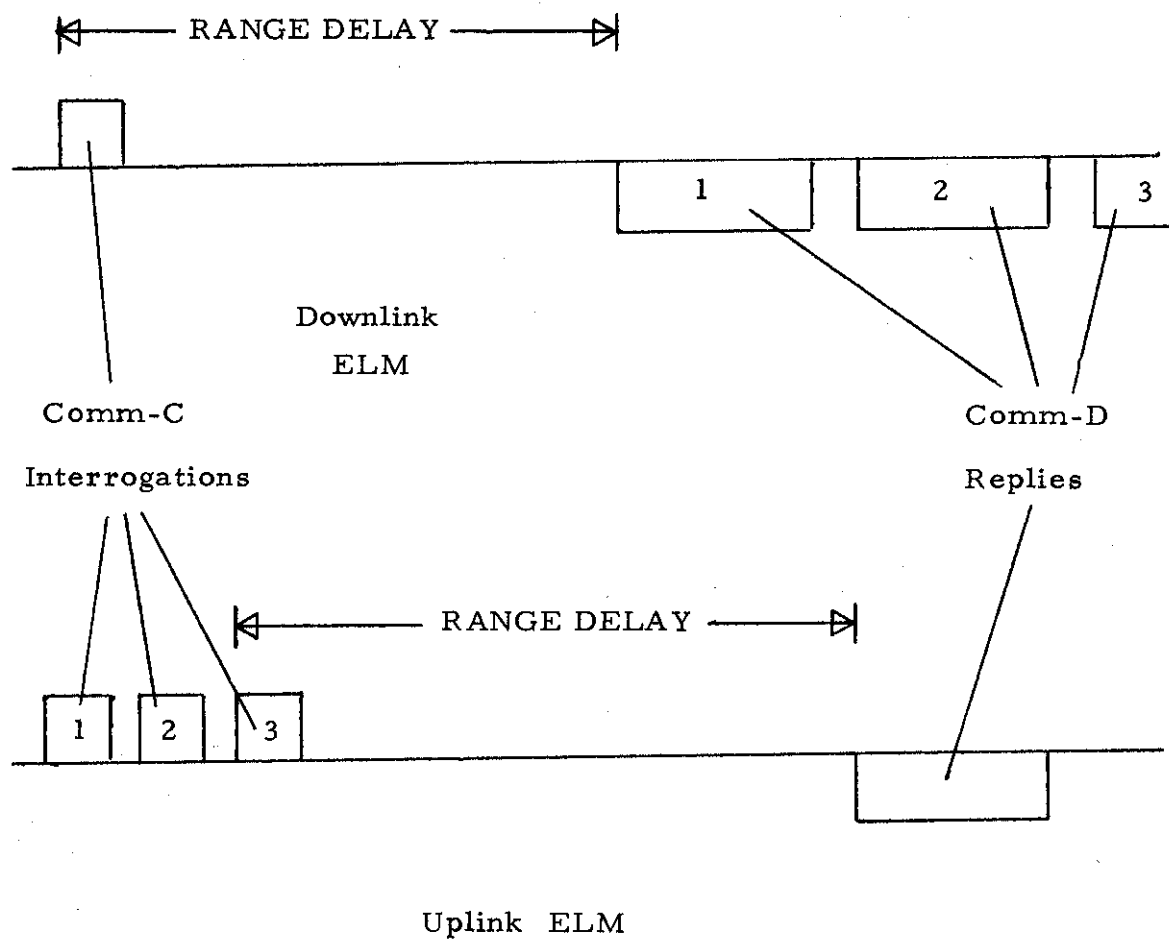 RANGE DELAY
1 2 3
Downlink
ELM
Comm-C
Interrogations
Comm-D
Replies
RANGE DELAY
1 2 3
Uplink ELM